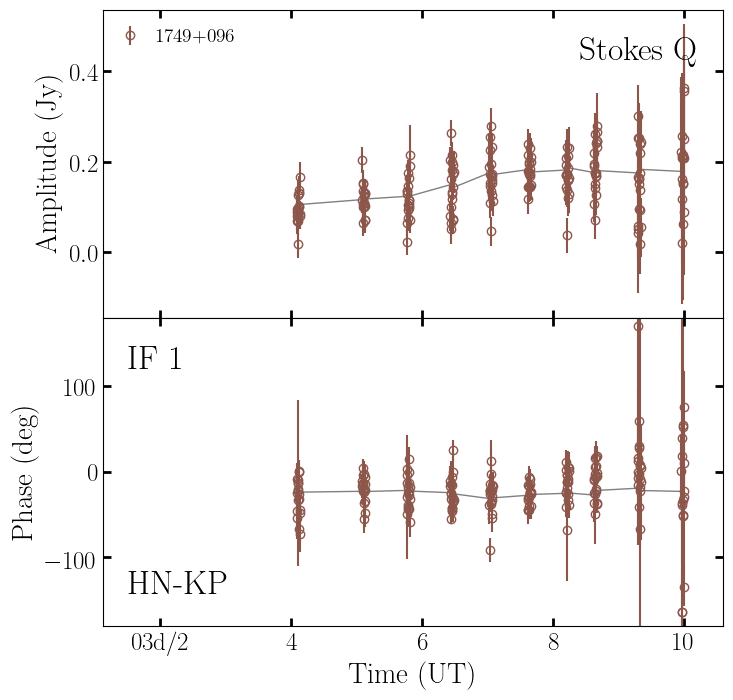 1749+096
Stokes Q
0.4
0.2
0.0
Amplitude (Jy)
IF 1
100
0
−100
Phase (deg)
HN-KP
03d/2
4
6
8
10
Time (UT)